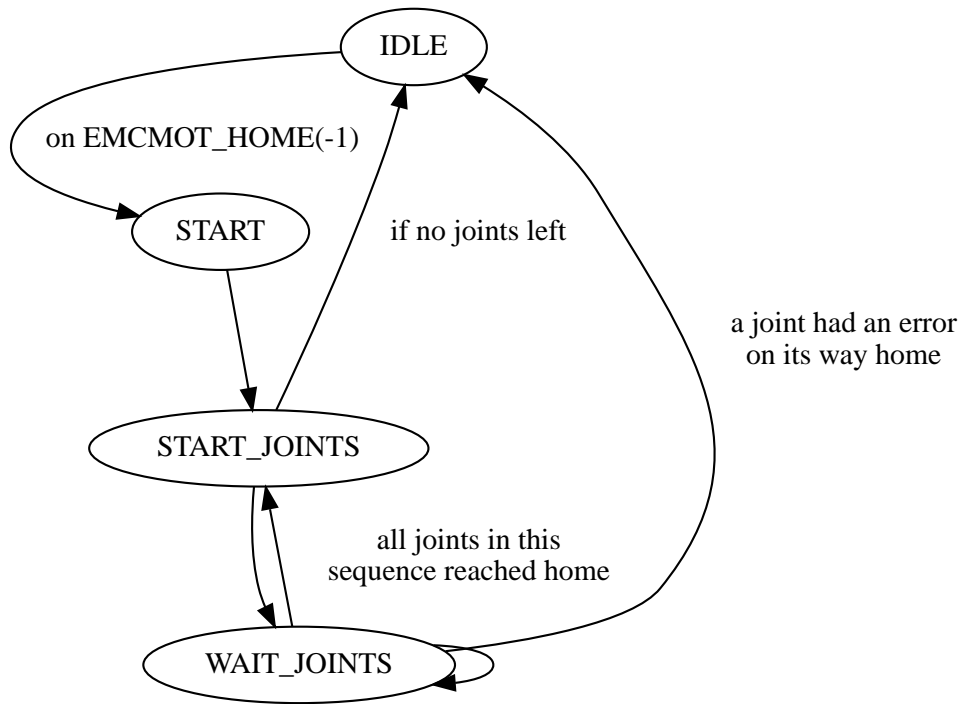 IDLE
on EMCMOT_HOME(-1)
START
if no joints left
a joint had an error
on its way home
START_JOINTS
all joints in this
sequence reached home
WAIT_JOINTS